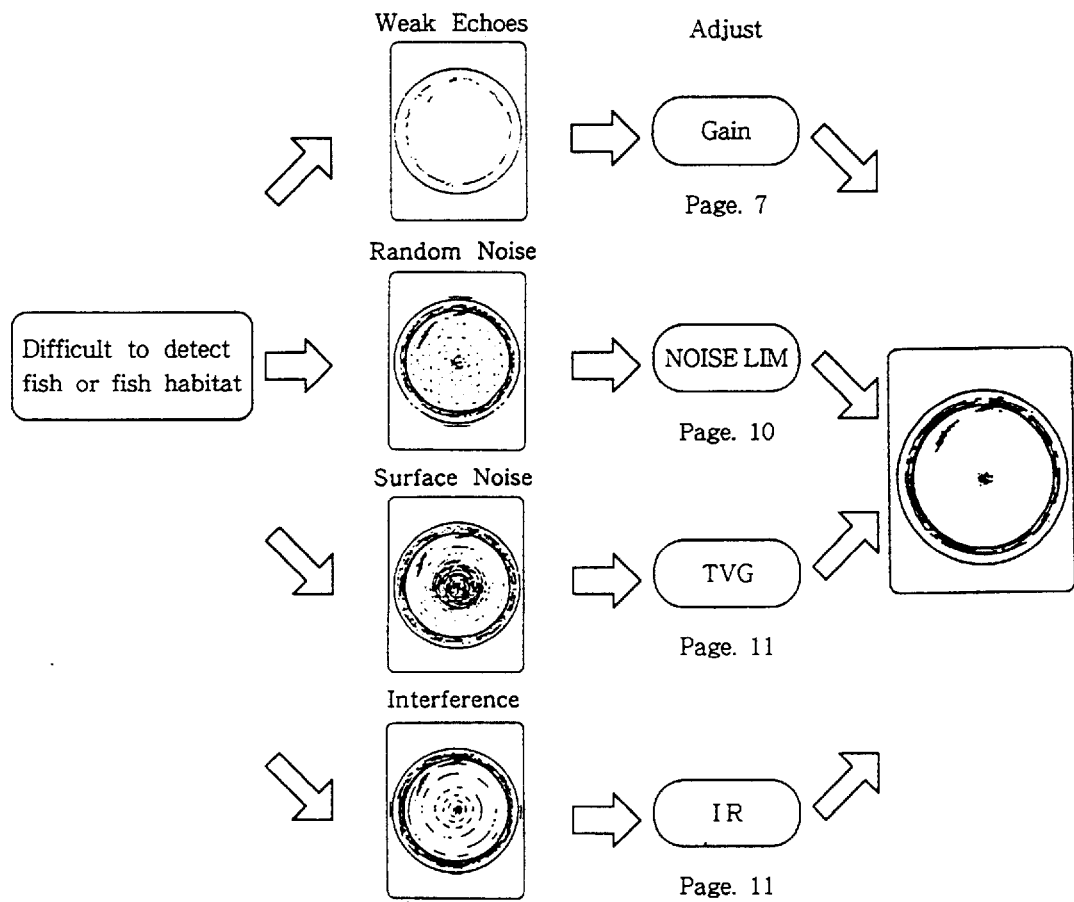 Weak Echoes
Adjust
Gain
Page. 7
Random Noise
Difficult to detect
fish or fish habitat
NOISE LIM
Page. 10
Surface Noise
TVG
Page. 11
Interference
IR
Page. 11